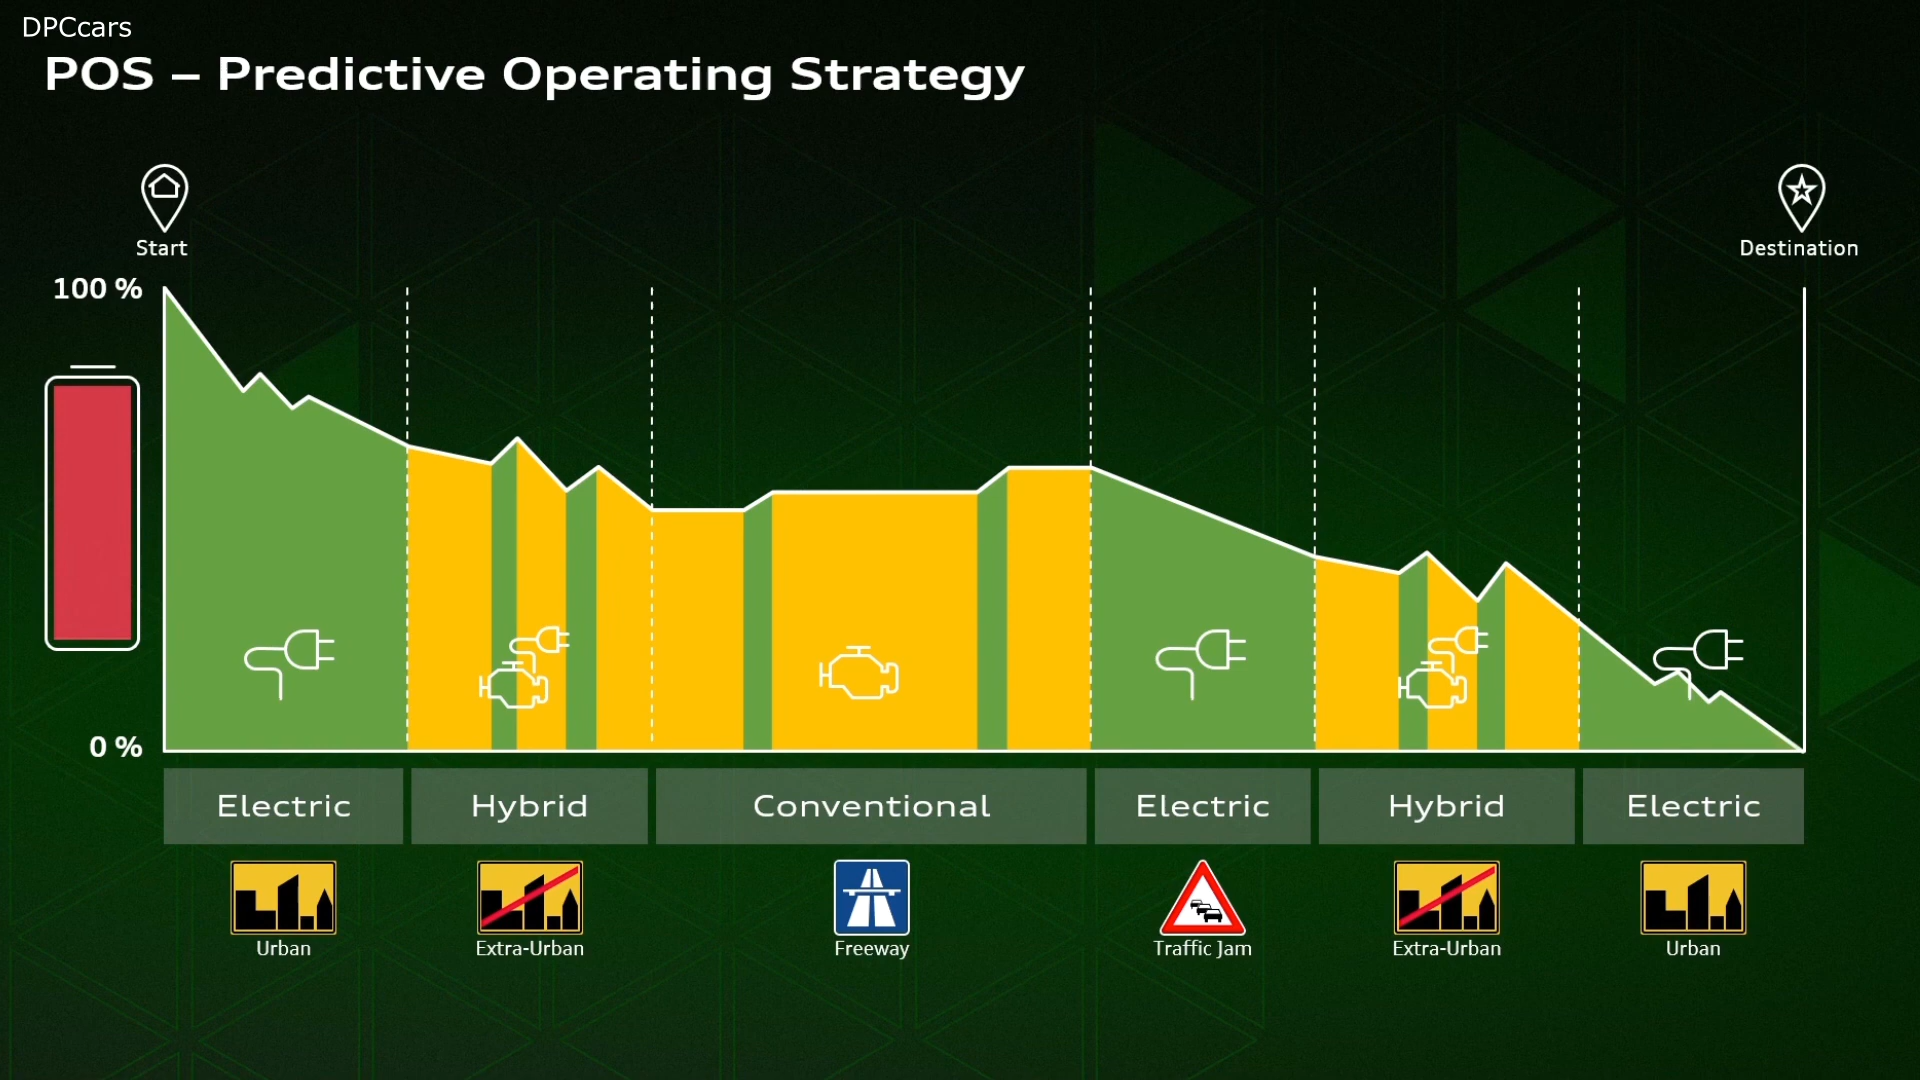 DPCcars
POS – Predictive Operating Strategy
Start
Destination
100 %
0 %
Electric
Hybrid
Conventional
Electric
Hybrid
Electric
Urban
Extra-Urban
Freeway
Traffic Jam
Extra-Urban
Urban